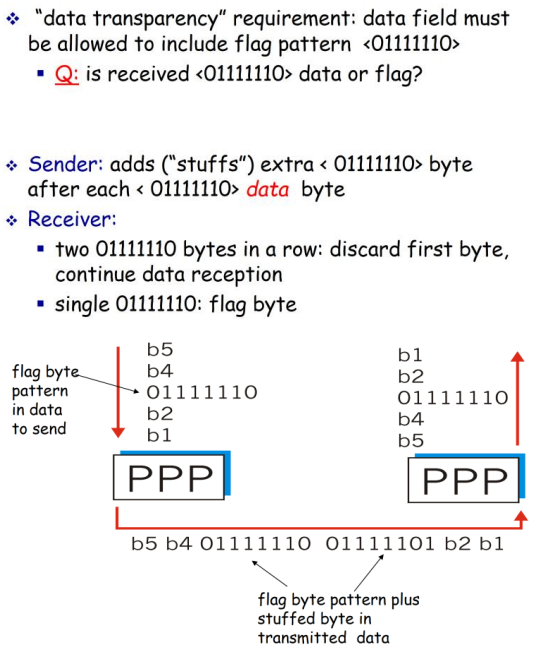 "data transparency" requirement: data field must
be allowed to include flag pattern <01111110>
Q: is received <01111110> data or flag?
Sender: adds ("stuffs") extra < 01111110> byte
after each < 01111110> data byte
Receiver:
two 01111110 bytes in a row: discard first byte,
continue data reception
single 01111110: flag byte
flag byte
pattern
in data
to send
b5
b4
01111110
b2
b1
PPP
b1
b2
01111110
b4
b5
PPP
b5 b4 01111110 01111101 b2 b1
flag byte pattern plus
stuffed byte in
transmitted data